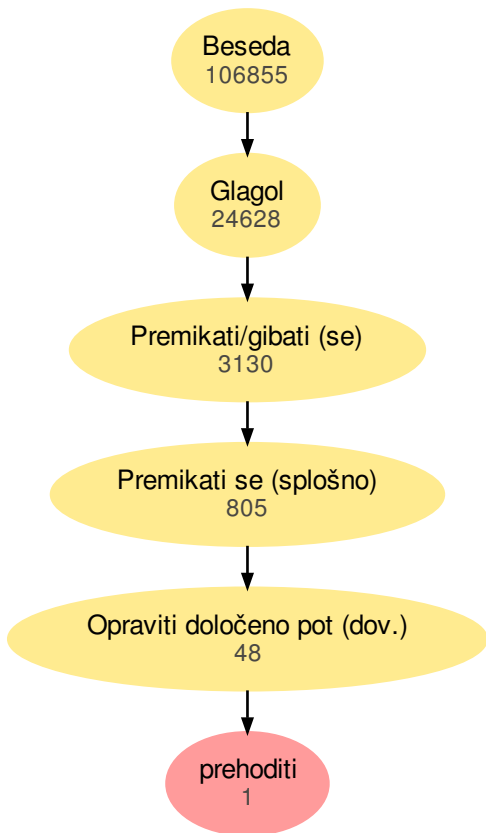 Beseda
106855
Glagol
24628
Premikati/gibati (se)
3130
Premikati se (splošno)
805
Opraviti določeno pot (dov.)
48
prehoditi
1